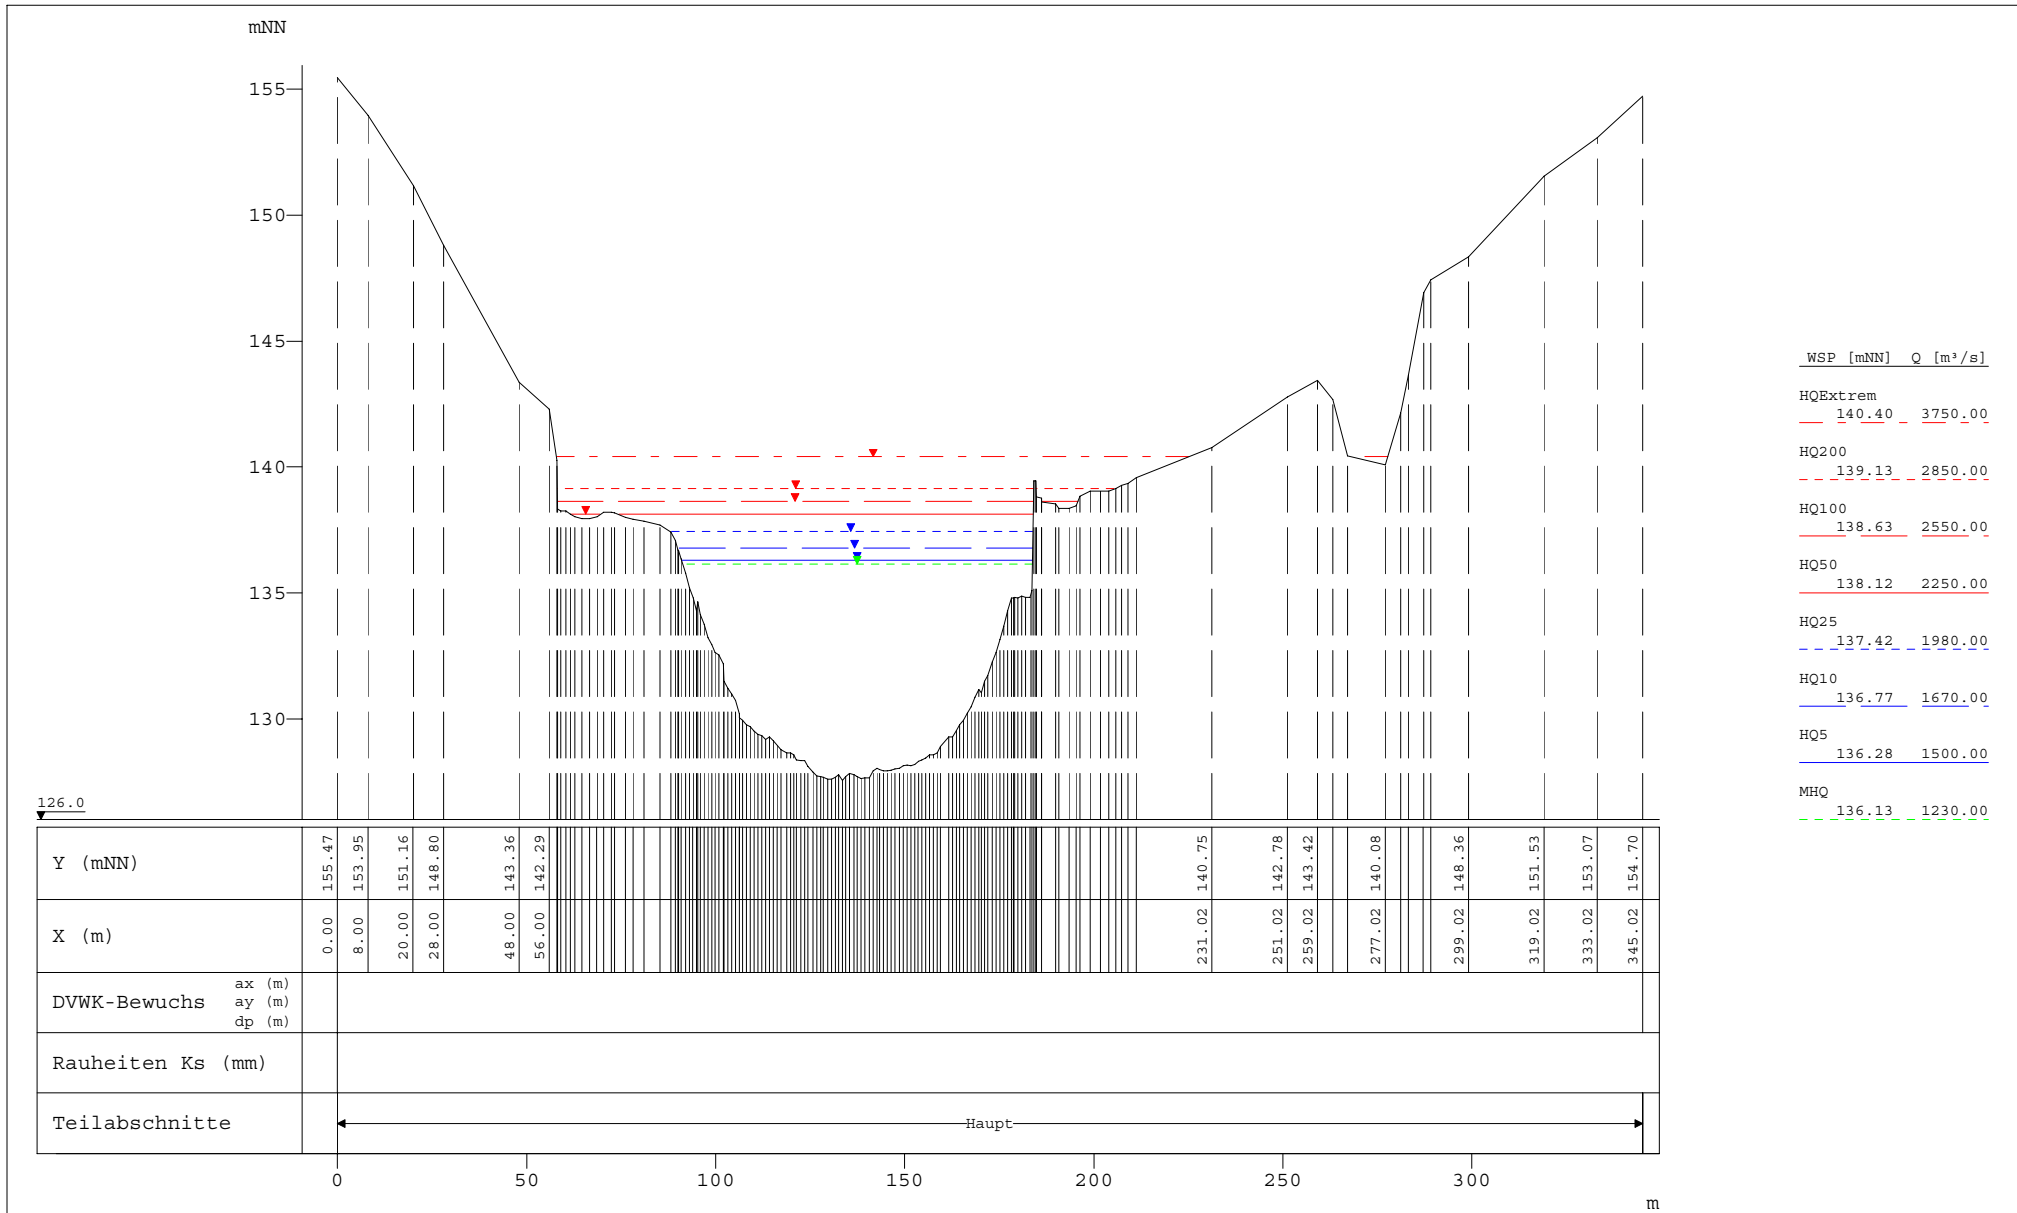 mNN
155
150
145
140
135
130
126.0
WSP [mNN] Q [m³/s]
HQExtrem
140.40 3750.00
HQ200
139.13 2850.00
HQ100
138.63 2550.00
HQ50
138.12 2250.00
HQ25
137.42 1980.00
HQ10
136.77 1670.00
HQ5
136.28 1500.00
MHQ
136.13 1230.00
Y (mNN) 155.47 153.95 151.16 148.80 143.36 142.29 140.75 142.78 143.42 140.08 148.36 151.53 153.07 154.70
X (m) 0.00 8.00 20.00 28.00 48.00 56.00 231.02 251.02 259.02 277.02 299.02 319.02 333.02 345.02
DVWK-Bewuchs
ax (m)
ay (m)
dp (m)
Rauheiten Ks (mm)
Teilabschnitte Haupt
0 50 100 150 200 250 300
m